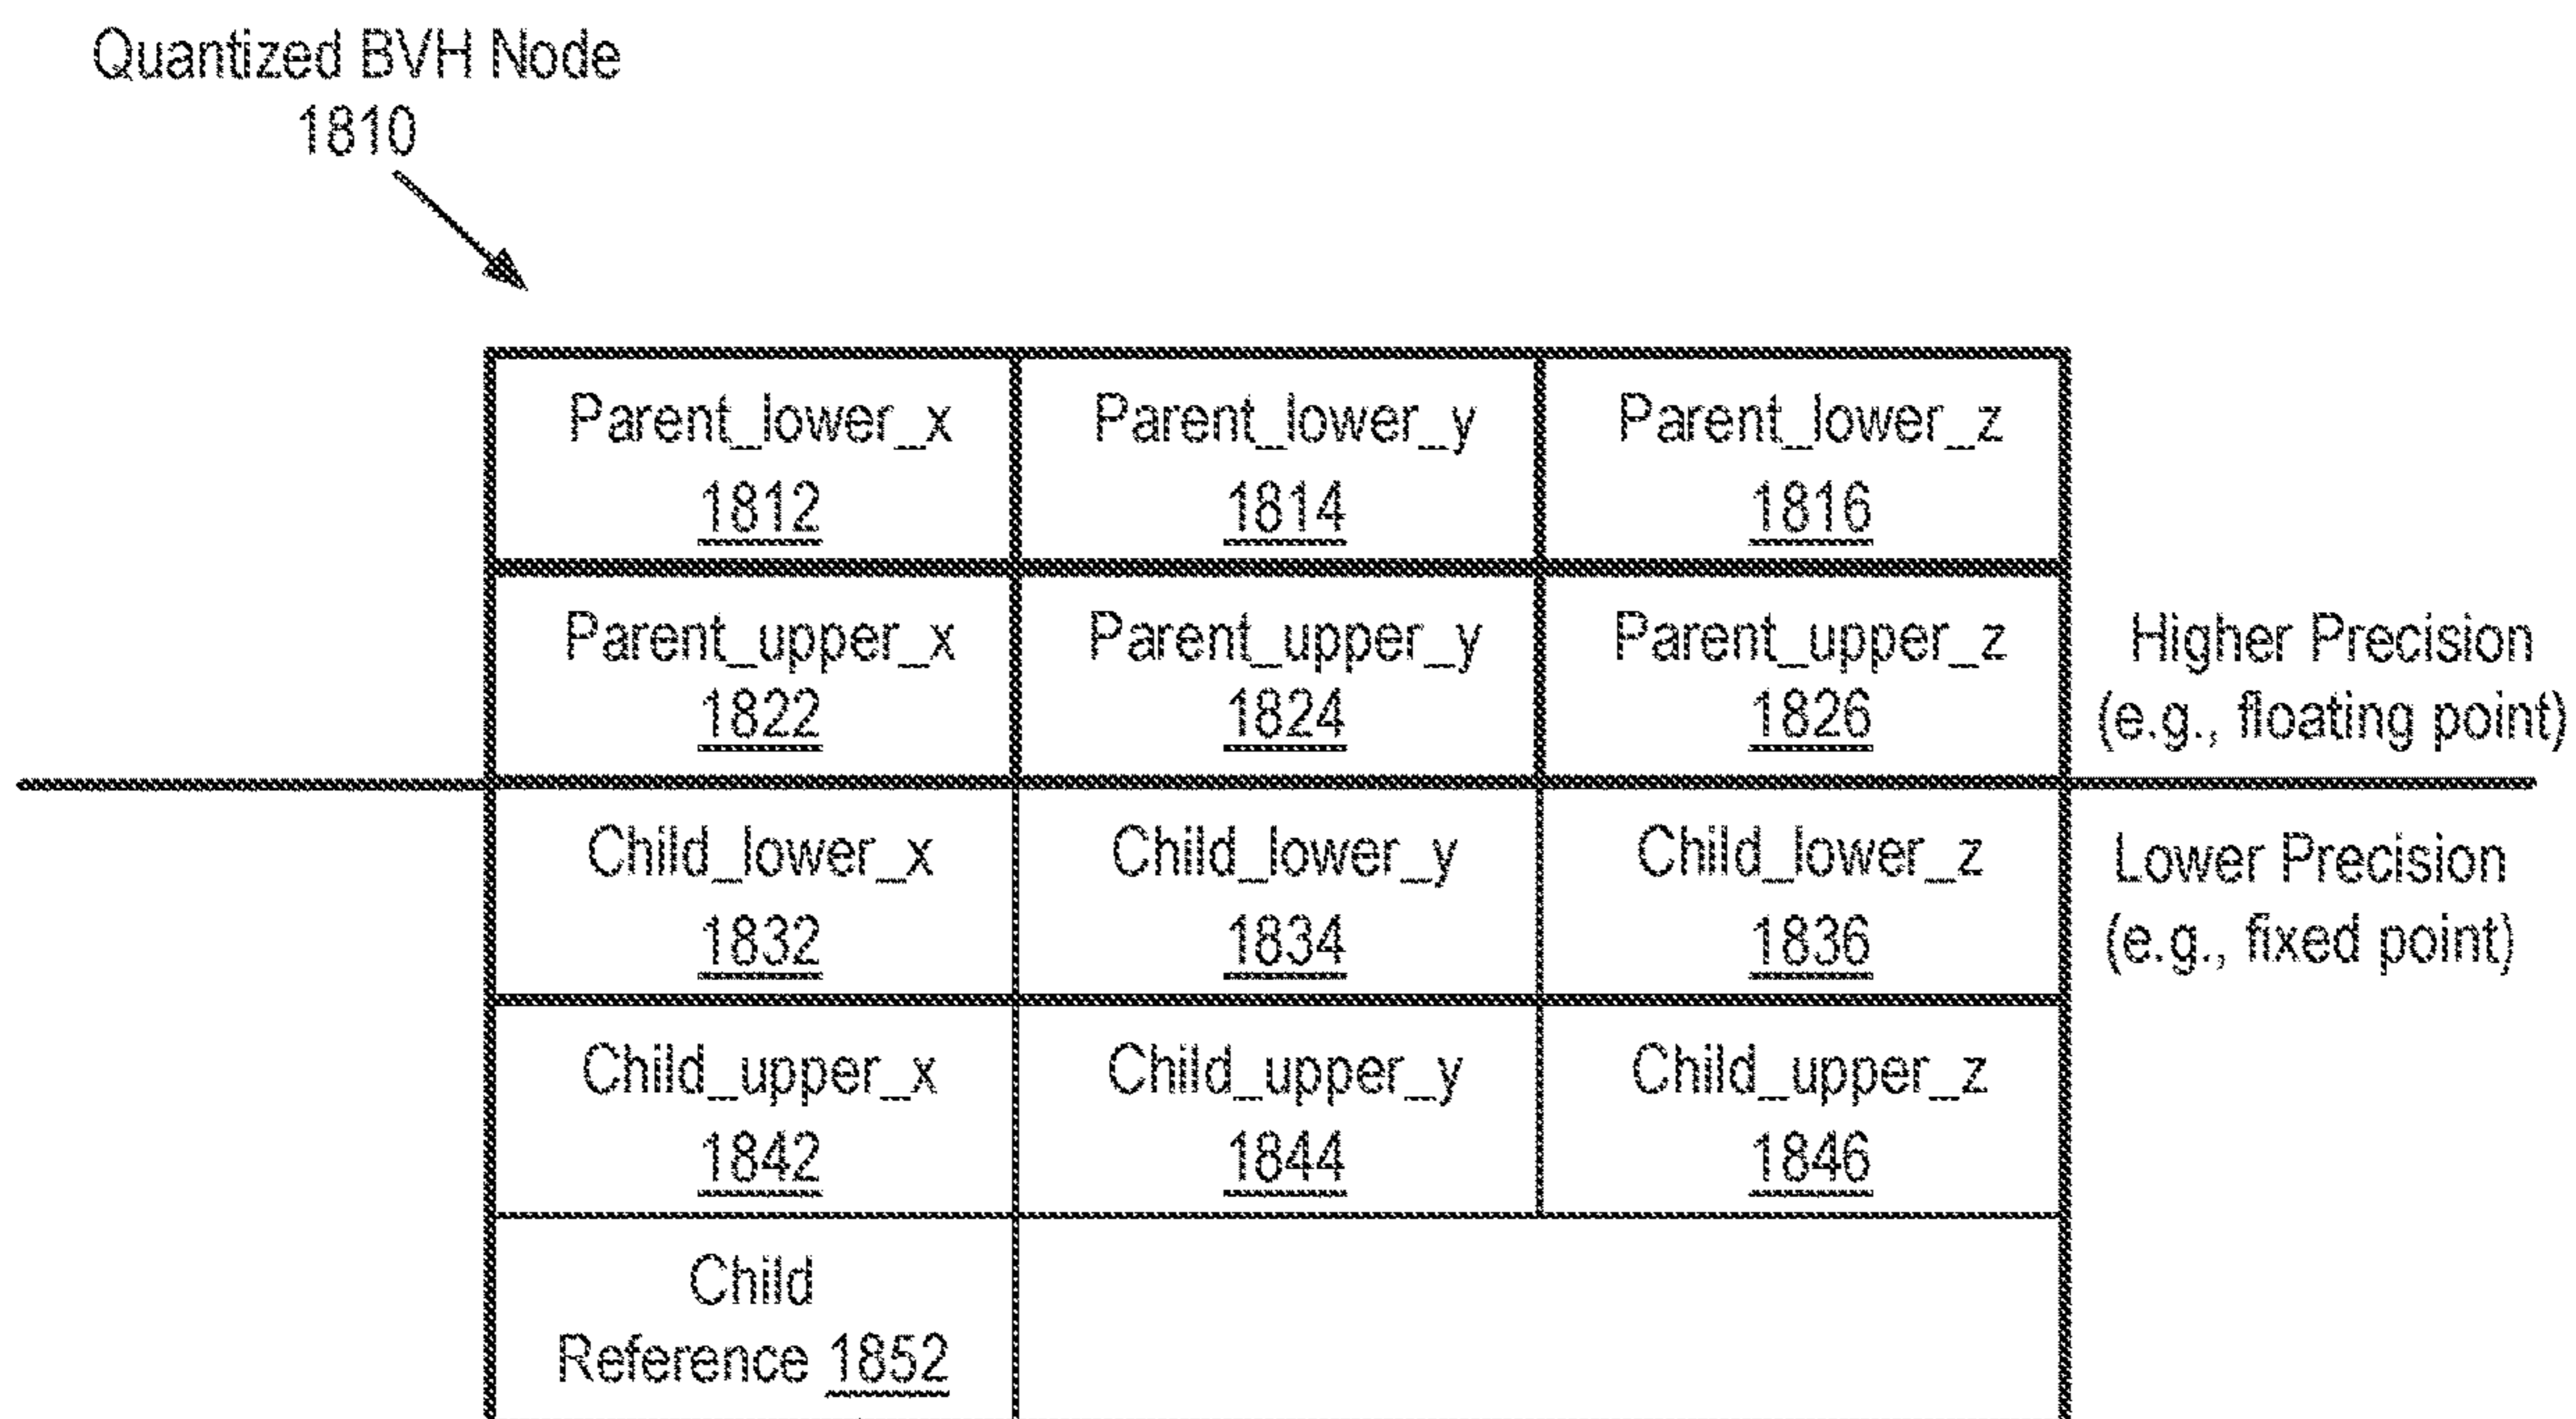 Quantized BVH Node
1810
Parent_lower_x Parent_lower_y Parent_lower_z
1812 1814 1816
Parent_upper_x Parent_upper_y Parent_upper_z Higher Precision
1822 1824 1826 (e.g., floating point)
Child_lower_x Child_lower_y Child_lower_z Lower Precision
1832 1834 1836 (e.g., fixed point)
Child_upper_x Child_upper_y Child_upper_z
1842 1844 1846
Child
Reference 1852